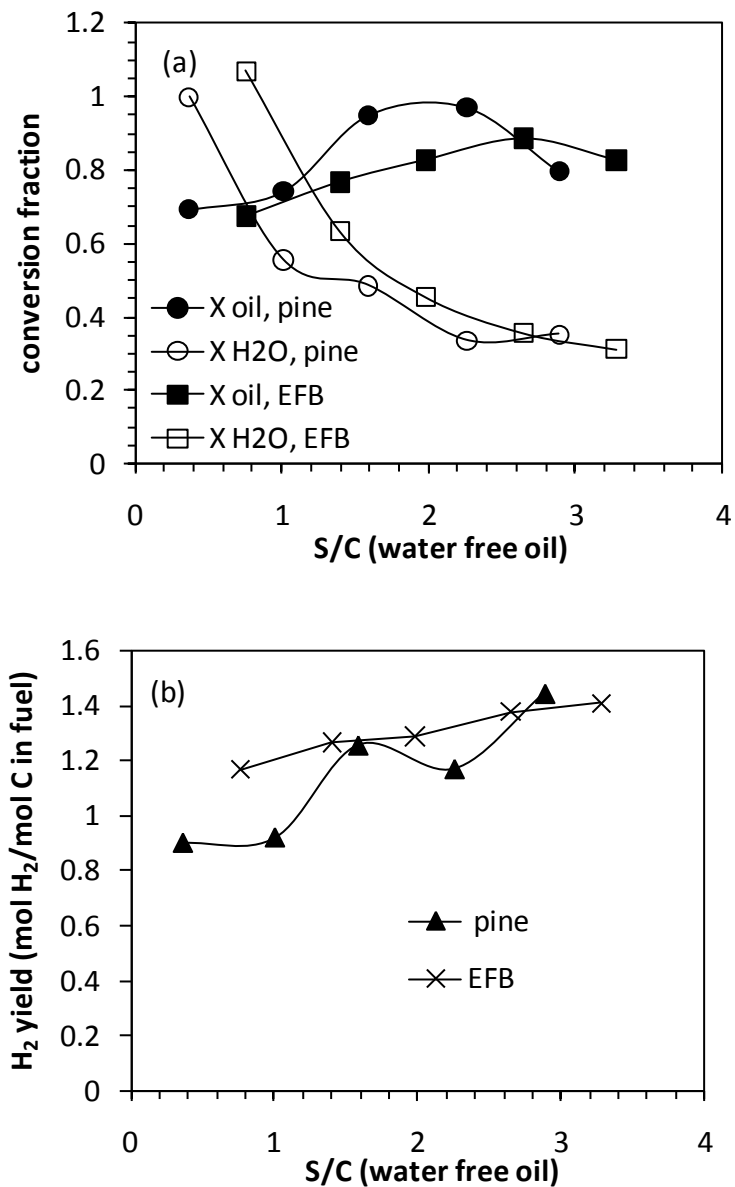 1.2
(a)
1
0.8
0.6
0.4
0.2
0
conversion fraction
X oil, pine
X H2O, pine
X oil, EFB
X H2O, EFB
0 1 2 3 4
S/C (water free oil)
1.6
(b)
1.4
1.2
1
0.8
0.6
0.4
0.2
0
H₂ yield (mol H₂/mol C in fuel)
pine
EFB
0 1 2 3 4
S/C (water free oil)